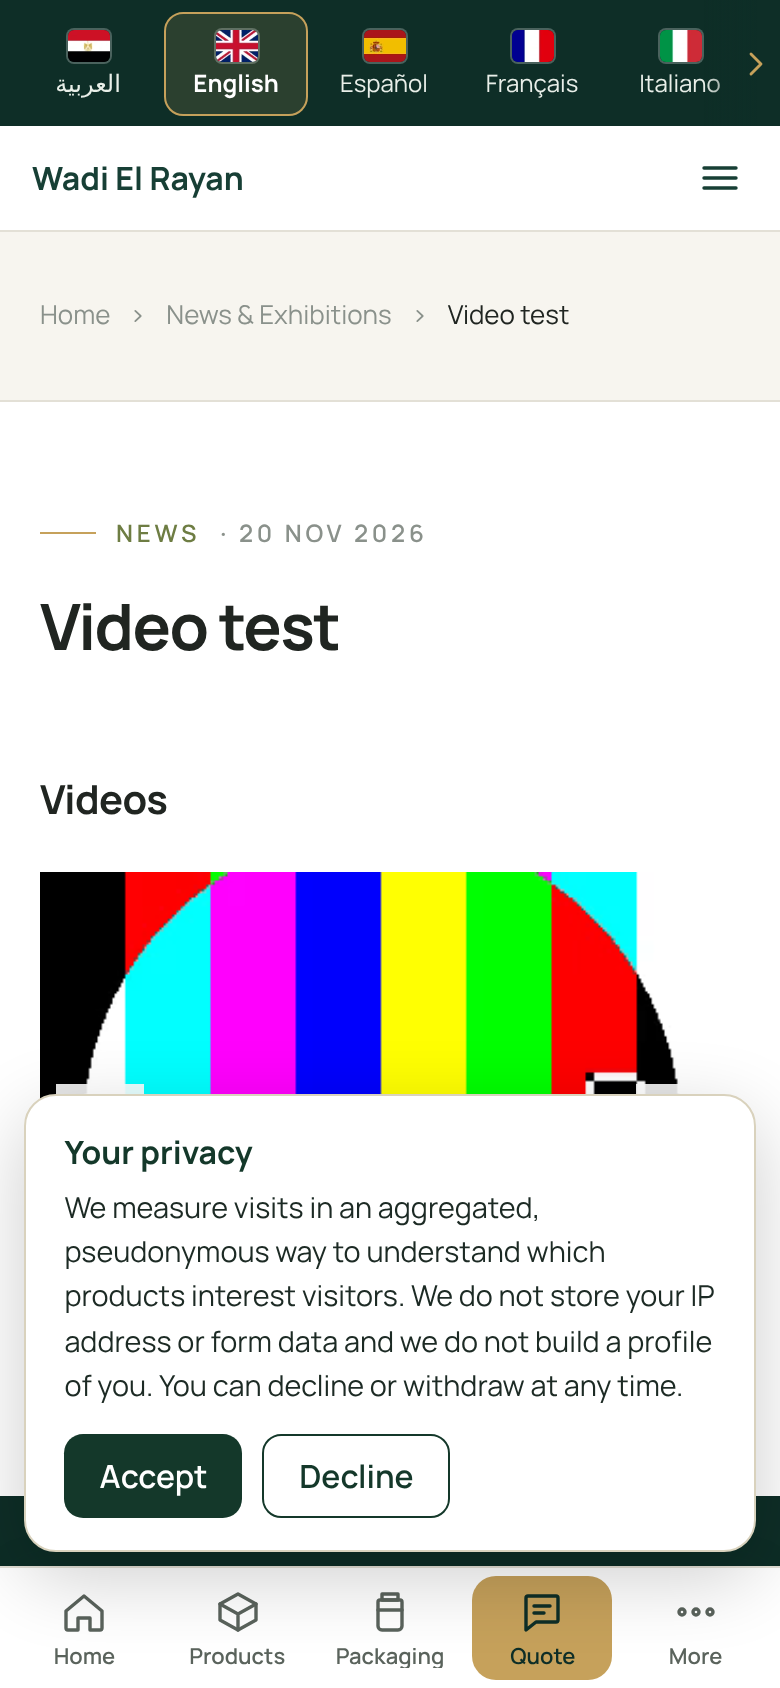 العربية
English
Español
Français
Italiano
Wadi El Rayan
Home > News & Exhibitions > Video test
NEWS · 20 NOV 2026
Video test
Videos
Your privacy
We measure visits in an aggregated,
pseudonymous way to understand which
products interest visitors. We do not store your IP
address or form data and we do not build a profile
of you. You can decline or withdraw at any time.
Accept
Decline
Home
Products
Packaging
Quote
More